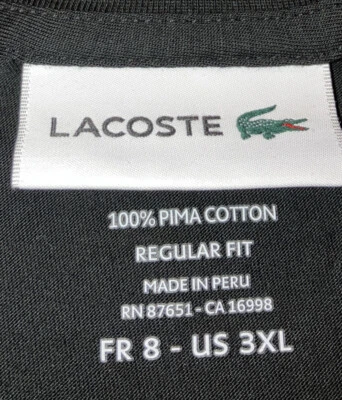 LACOSTE
100% PIMA COTTON
REGULAR FIT
MADE IN PERU
RN 87651 - CA 16998
FR 8 - US 3XL